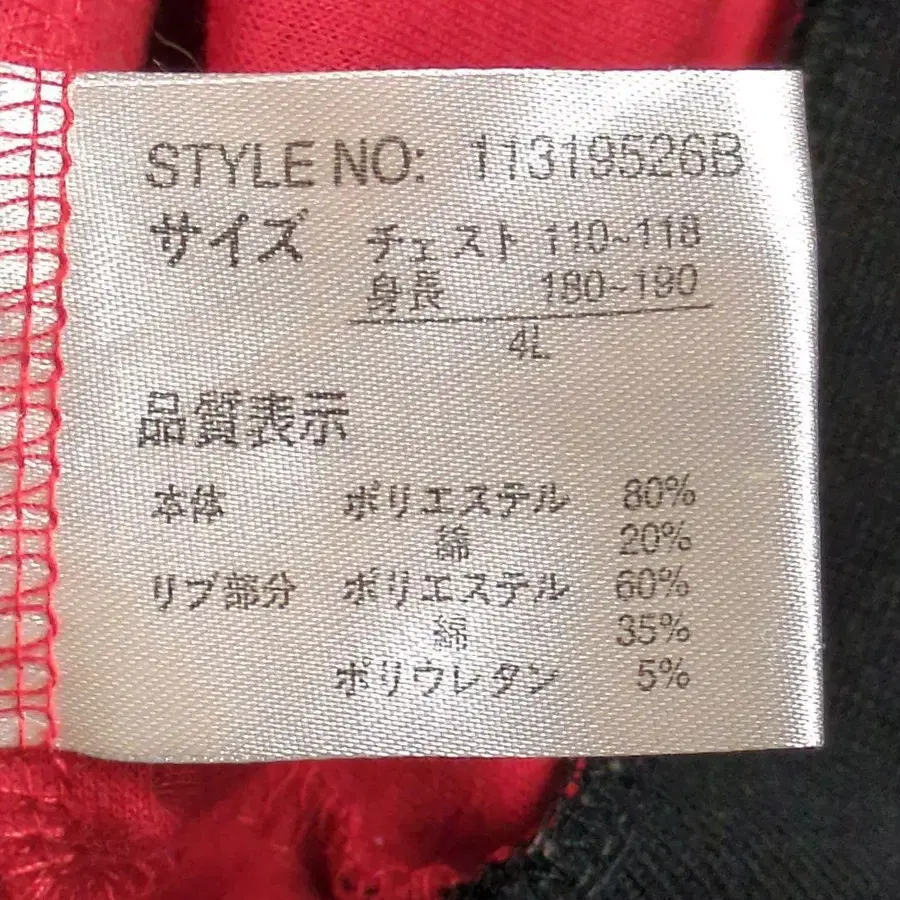 STYLE NO: 11319526B
サイズ チェスト 110~118
身長 180~190
4L
品質表示
本体 ポリエステル 80%
綿 20%
リブ部分 ポリエステル 60%
綿 35%
ポリウレタン 5%